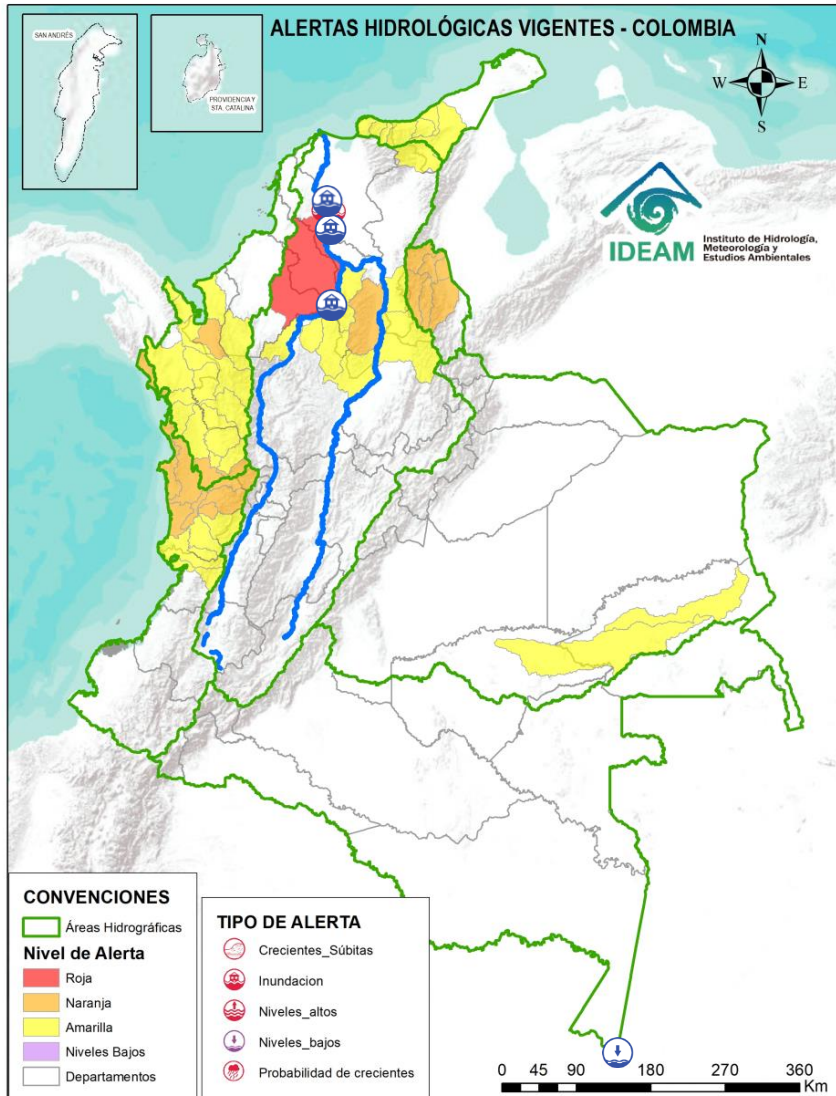 ALERTAS HIDROLÓGICAS VIGENTES - COLOMBIA
SAN ANDRÉS
PROVIDENCIA Y
STA. CATALINA
N
W
E
S
IDEAM
Instituto de Hidrología,
Meteorología y
Estudios Ambientales
CONVENCIONES
Áreas Hidrográficas
Nivel de Alerta
Roja
Naranja
Amarilla
Niveles Bajos
Departamentos
TIPO DE ALERTA
Crecientes_Súbitas
Inundacion
Niveles_altos
Niveles_bajos
Probabilidad de crecientes
0 45 90 180 270 360
Km